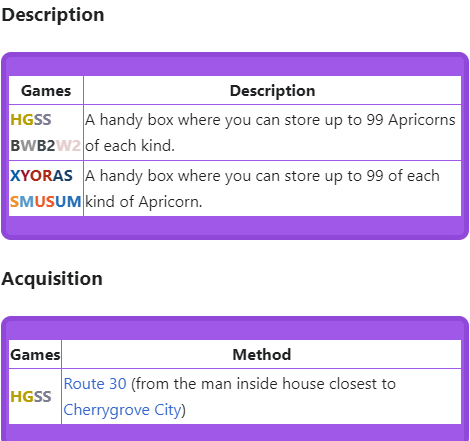 Description
Games Description
HGSS A handy box where you can store up to 99 Apricorns
BWB2W2 of each kind.
XYORAS A handy box where you can store up to 99 of each
SMUSUM kind of Apricorn.
Acquisition
Games Method
HGSS Route 30 (from the man inside house closest to
Cherrygrove City)